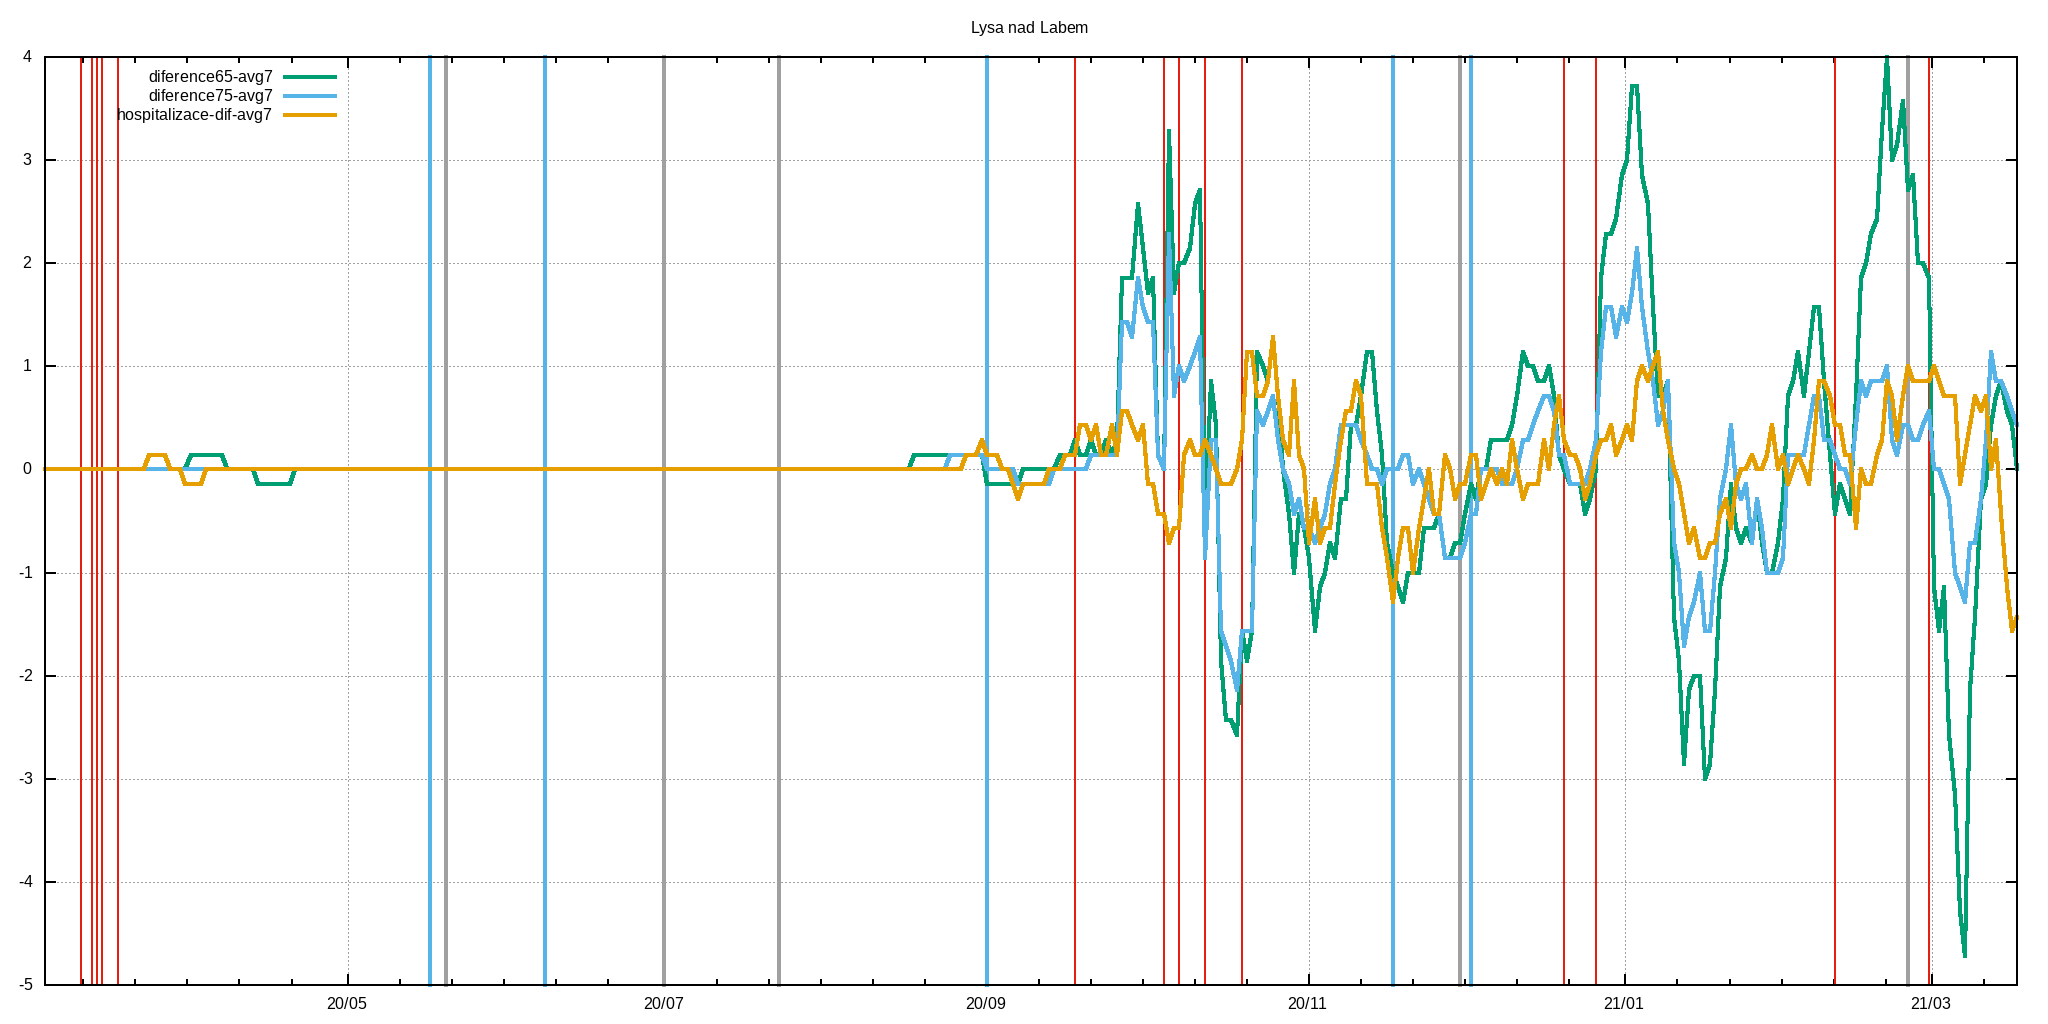 Lysa nad Labem
diference65-avg7
diference75-avg7
hospitalizace-dif-avg7
4
3
2
1
0
-1
-2
-3
-4
-5
20/05 20/07 20/09 20/11 21/01 21/03